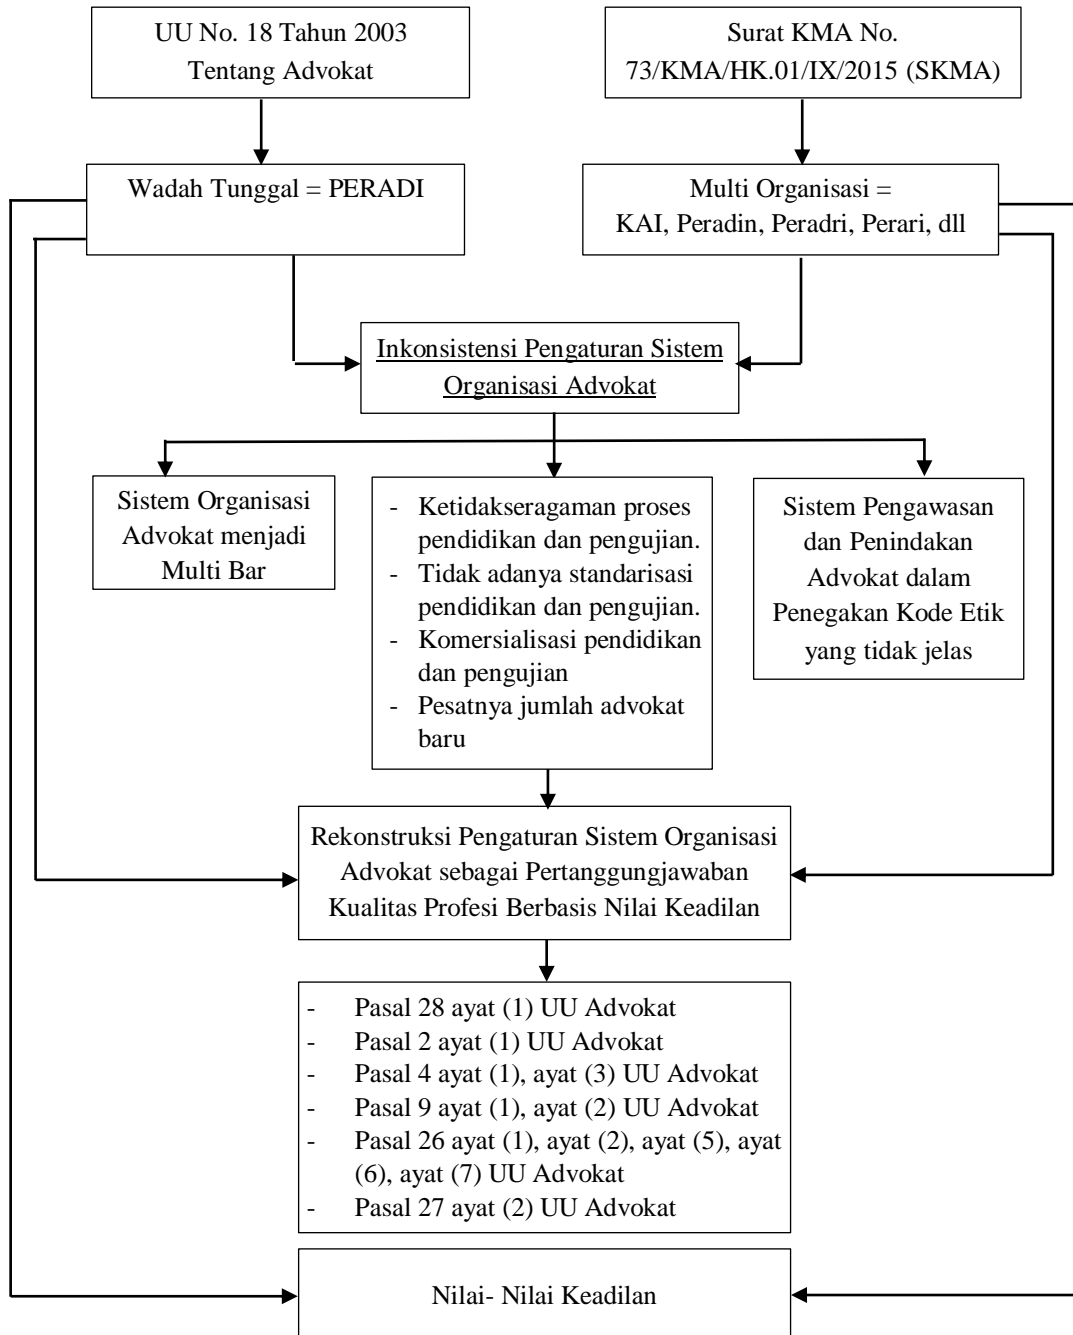 UU No. 18 Tahun 2003
Tentang Advokat
Surat KMA No.
73/KMA/HK.01/IX/2015 (SKMA)
Wadah Tunggal = PERADI
Multi Organisasi =
KAI, Peradin, Peradri, Perari, dll
Inkonsistensi Pengaturan Sistem
Organisasi Advokat
Sistem Organisasi
Advokat menjadi
Multi Bar
- Ketidakseragaman proses
pendidikan dan pengujian.
- Tidak adanya standarisasi
pendidikan dan pengujian.
- Komersialisasi pendidikan
dan pengujian
- Pesatnya jumlah advokat
baru
Sistem Pengawasan
dan Penindakan
Advokat dalam
Penegakan Kode Etik
yang tidak jelas
Rekonstruksi Pengaturan Sistem Organisasi
Advokat sebagai Pertanggungjawaban
Kualitas Profesi Berbasis Nilai Keadilan
- Pasal 28 ayat (1) UU Advokat
- Pasal 2 ayat (1) UU Advokat
- Pasal 4 ayat (1), ayat (3) UU Advokat
- Pasal 9 ayat (1), ayat (2) UU Advokat
- Pasal 26 ayat (1), ayat (2), ayat (5), ayat
(6), ayat (7) UU Advokat
- Pasal 27 ayat (2) UU Advokat
Nilai- Nilai Keadilan